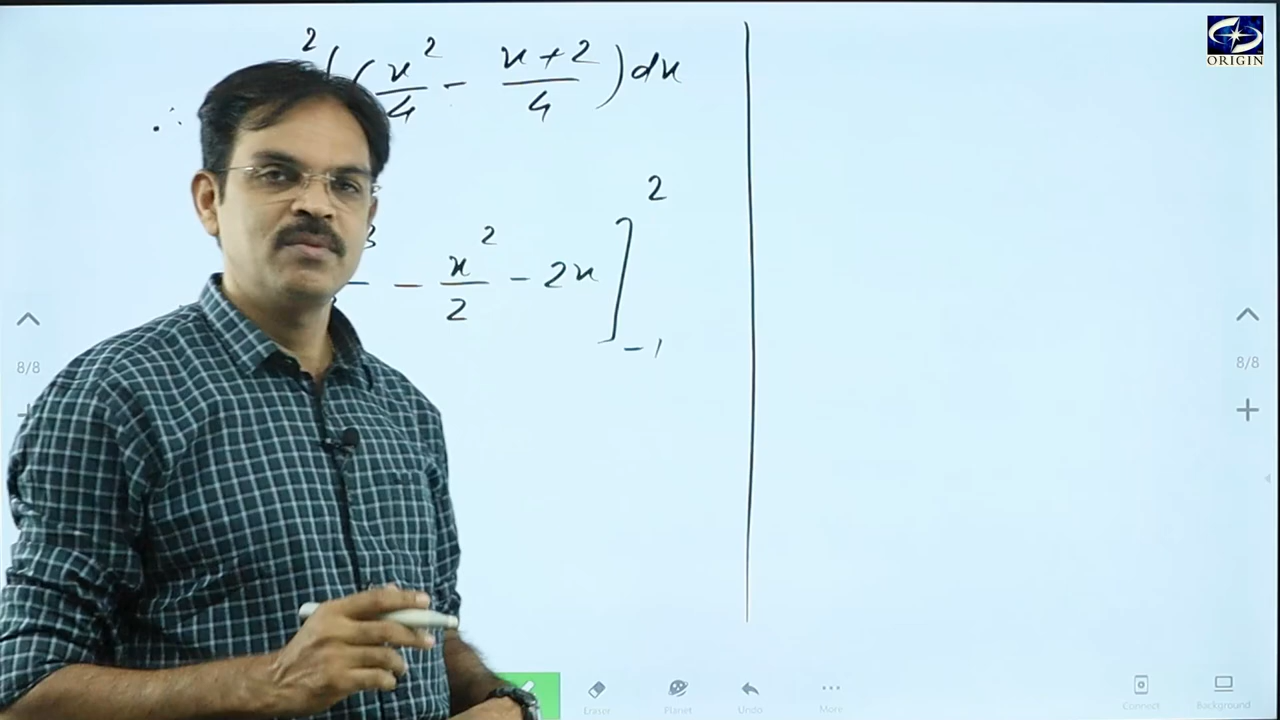 ORIGIN
∴ 2 ( x²/4 - x+2/4 ) dx
3 - x²/2 - 2x ] 2 -1
8/8
8/8
Eraser Planet Undo More Connect Background